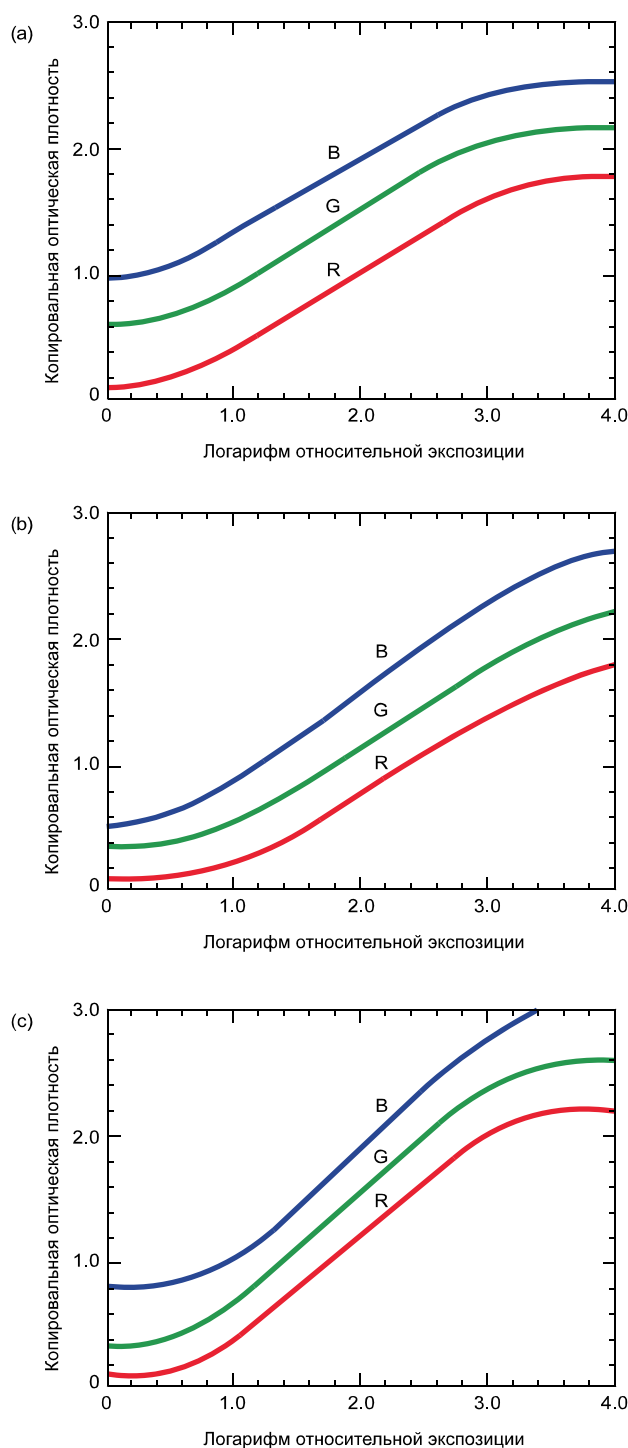 (a)
Копировальная оптическая плотность
3.0
2.0
1.0
0
B
G
R
0 1.0 2.0 3.0 4.0
Логарифм относительной экспозиции
(b)
Копировальная оптическая плотность
3.0
2.0
1.0
0
B
G
R
0 1.0 2.0 3.0 4.0
Логарифм относительной экспозиции
(c)
Копировальная оптическая плотность
3.0
2.0
1.0
0
B
G
R
0 1.0 2.0 3.0 4.0
Логарифм относительной экспозиции